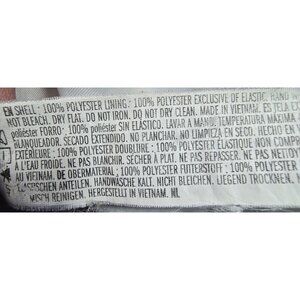 EN SHELL: 100% POLYESTER LINING: 100% POLYESTER EXCLUSIVE OF ELASTIC. HAND
NOT BLEACH. DRY FLAT. DO NOT IRON. DO NOT DRY CLEAN. MADE IN VIETNAM. ES TELA
poliéster FORRO: 100% poliéster SIN ELÁSTICO. LAVAR A MANO TEMPERATURA MÁXIMA
BLANQUEADOR. SECADO EXTENDIDO. NO PLANCHAR. NO LIMPIEZA EN SECO. HECHO EN
EXTÉRIEURE : 100% POLYESTER DOUBLURE : 100% POLYESTER ÉLASTIQUE NON
À L'EAU FROIDE. NE PAS BLANCHIR. SÉCHER À PLAT. NE PAS REPASSER. NE PAS NETTOYER
AU VIETNAM. DE OBERMATERIAL: 100% POLYESTER FUTTERSTOFF: 100% POLYESTER,
ELASTISCHEN ANTEILEN. HANDWÄSCHE KALT. NICHT BLEICHEN. LIEGEND TROCKNEN.
MISCH REINIGEN. HERGESTELLT IN VIETNAM. NL